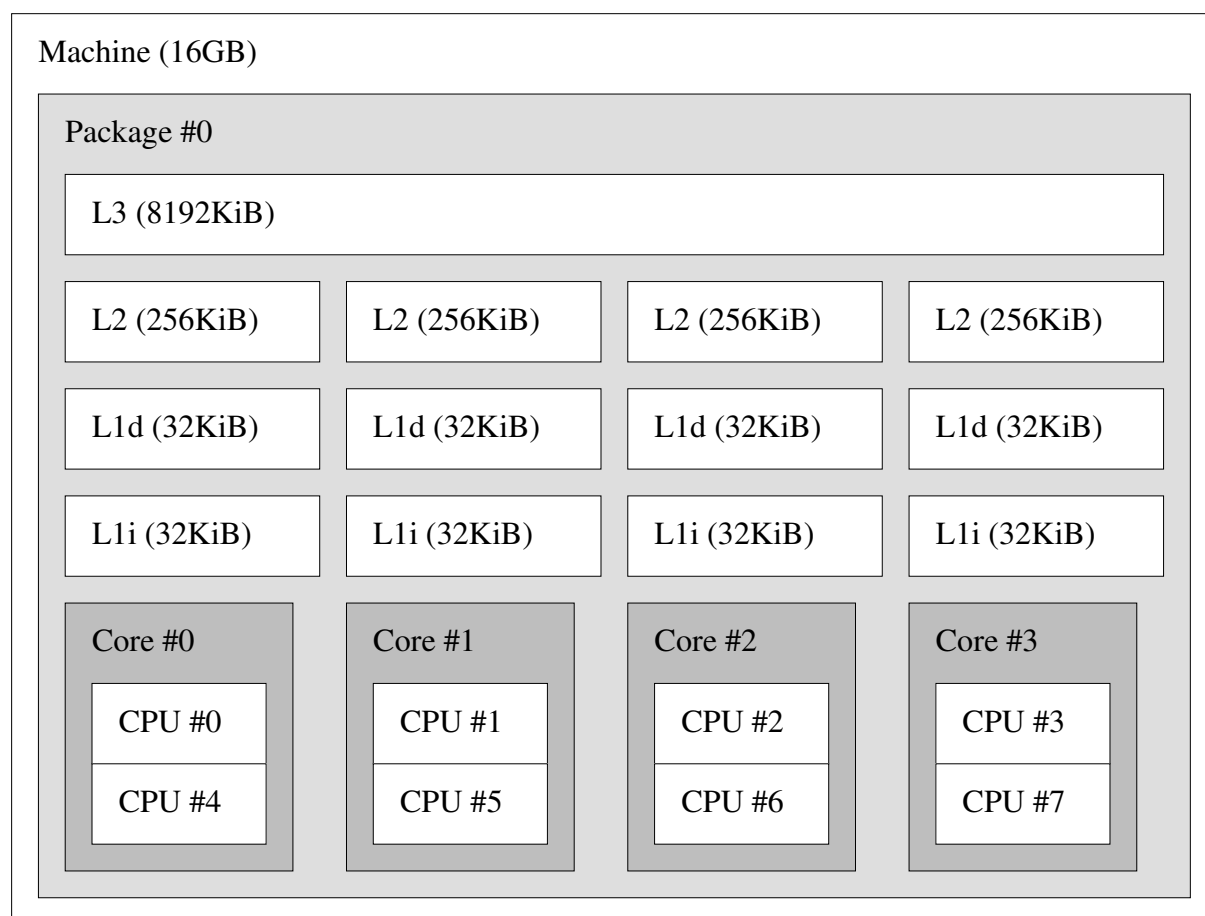 Machine (16GB)
Package #0
L3 (8192KiB)
L2 (256KiB) L2 (256KiB) L2 (256KiB) L2 (256KiB)
L1d (32KiB) L1d (32KiB) L1d (32KiB) L1d (32KiB)
L1i (32KiB) L1i (32KiB) L1i (32KiB) L1i (32KiB)
Core #0 Core #1 Core #2 Core #3
CPU #0 CPU #1 CPU #2 CPU #3
CPU #4 CPU #5 CPU #6 CPU #7